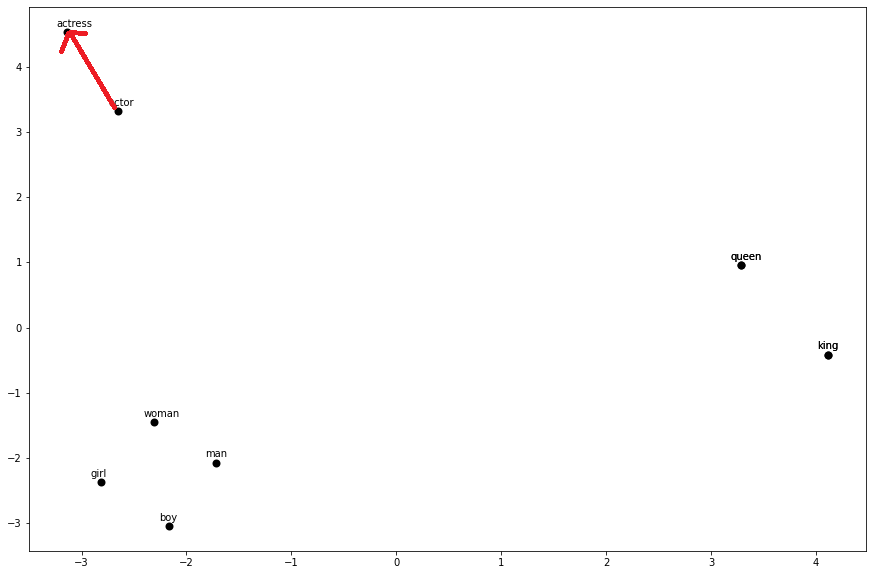 actress
ctor
queen
king
woman
man
girl
boy
4
3
2
1
0
−1
−2
−3
−3
−2
−1
0
1
2
3
4